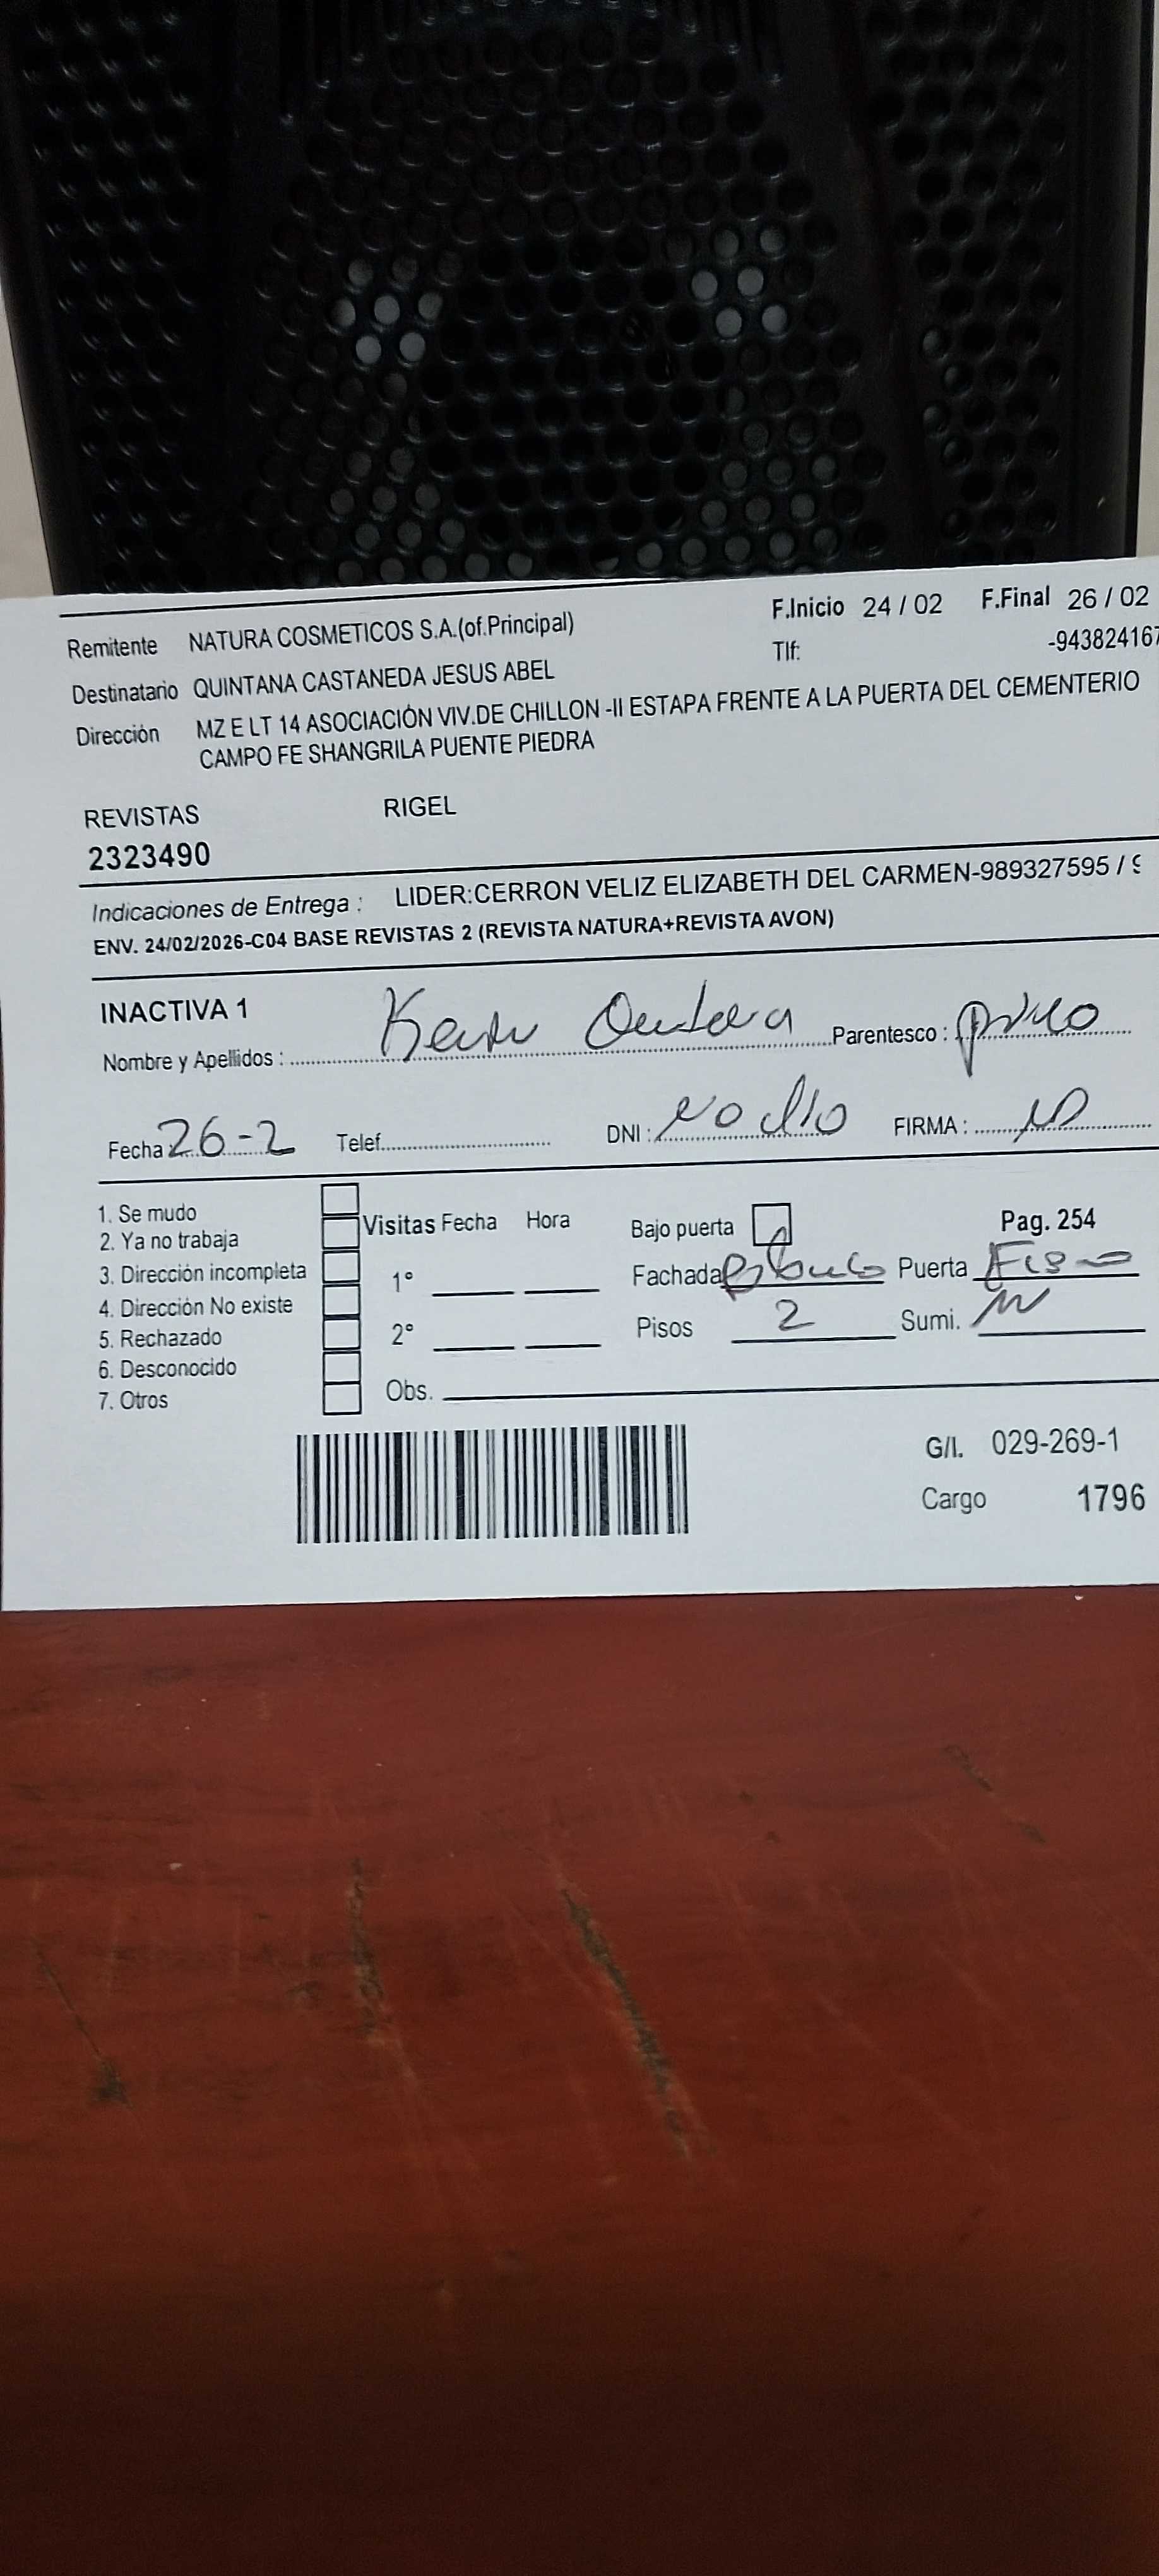 F.Inicio 24 / 02 F.Final 26 / 02
Remitente NATURA COSMETICOS S.A.(of.Principal) Tlf: -943824167
Destinatario QUINTANA CASTANEDA JESUS ABEL
Dirección MZ E LT 14 ASOCIACIÓN VIV.DE CHILLON -II ESTAPA FRENTE A LA PUERTA DEL CEMENTERIO
CAMPO FE SHANGRILA PUENTE PIEDRA
REVISTAS RIGEL
2323490
Indicaciones de Entrega : LIDER:CERRON VELIZ ELIZABETH DEL CARMEN-989327595 / 9
ENV. 24/02/2026-C04 BASE REVISTAS 2 (REVISTA NATURA+REVISTA AVON)
INACTIVA 1
Nombre y Apellidos : Parentesco : primo
Fecha 26-2 Telef. DNI : no dio FIRMA :
1. Se mudo
2. Ya no trabaja
3. Dirección incompleta
4. Dirección No existe
5. Rechazado
6. Desconocido
7. Otros
Visitas Fecha Hora
1°
2°
Obs.
Bajo puerta Pag. 254
Fachada Puerta
Pisos 2 Sumi.
G/I. 029-269-1
Cargo 1796